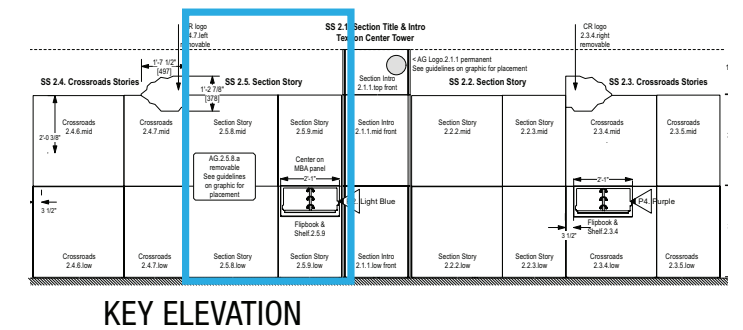 CR logo
4.7.left
removable
SS 2.1. Section Title & Intro
Text on Center Tower
CR logo
2.3.4.right
removable
1'-7 1/2"
[497]
< AG Logo.2.1.1 permanent
See guidelines on graphic for placement
SS 2.4. Crossroads Stories
1'-2 7/8"
[378]
SS 2.5. Section Story
Section Intro
2.1.1.top front
SS 2.2. Section Story
SS 2.3. Crossroads Stories
2'-0 3/8"
Crossroads
2.4.6.mid
Crossroads
2.4.7.mid
Section Story
2.5.8.mid
Section Story
2.5.9.mid
Section Intro
2.1.1.mid front
Section Story
2.2.2.mid
Section Story
2.2.3.mid
Crossroads
2.3.4.mid
Crossroads
2.3.5.mid
AG.2.5.8.a
removable
See guidelines
on graphic for
placement
Center on
MBA panel
2'-1"
2'-1"
3 1/2"
2. Light Blue
P4. Purple
Flipbook &
Shelf.2.5.9
Flipbook &
Shelf.2.3.4
3 1/2"
Crossroads
2.4.6.low
Crossroads
2.4.7.low
Section Story
2.5.8.low
Section Story
2.5.9.low
Section Intro
2.1.1.low front
Section Story
2.2.2.low
Section Story
2.2.3.low
Crossroads
2.3.4.low
Crossroads
2.3.5.low
KEY ELEVATION